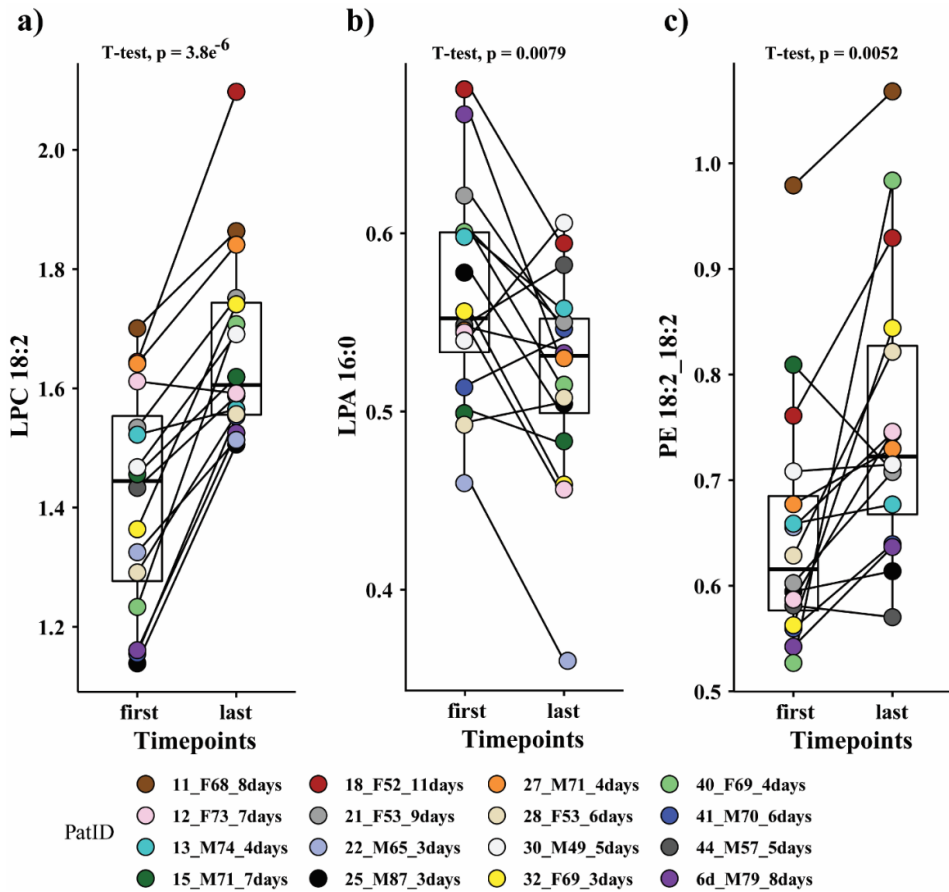 a)
b)
c)
T-test, p = 3.8e-6
T-test, p = 0.0079
T-test, p = 0.0052
LPC 18:2
2.0
1.8
1.6
1.4
1.2
first
last
Timepoints
LPA 16:0
0.6
0.5
0.4
first
last
Timepoints
PE 18:2_18:2
1.0
0.9
0.8
0.7
0.6
0.5
first
last
Timepoints
PatID
11_F68_8days
18_F52_11days
27_M71_4days
40_F69_4days
12_F73_7days
21_F53_9days
28_F53_6days
41_M70_6days
13_M74_4days
22_M65_3days
30_M49_5days
44_M57_5days
15_M71_7days
25_M87_3days
32_F69_3days
6d_M79_8days